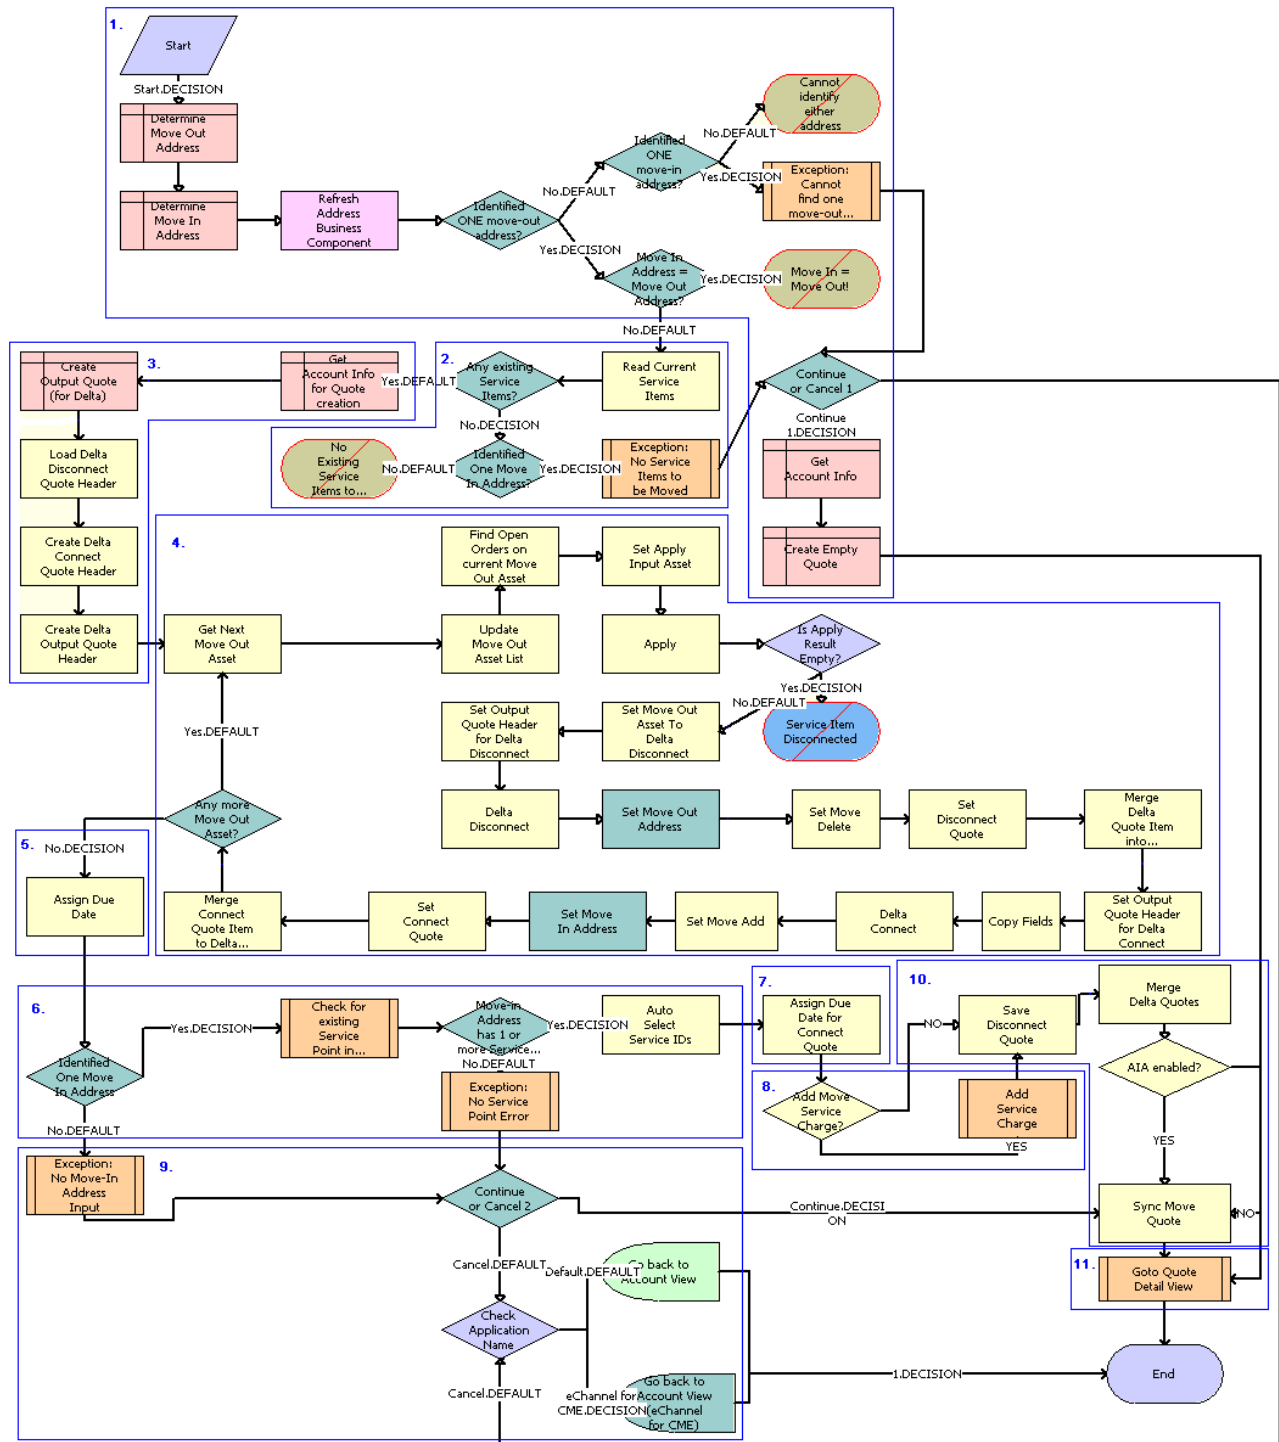 1.
Start
Start.DECISION
Determine
Move Out
Address
Determine
Move In
Address
Refresh
Address
Business
Component
Identified
ONE move-out
address?
No.DEFAULT
Yes.DECISION
Identified
ONE
move-in
address?
No.DEFAULT
Yes.DECISION
Cannot
identify
either
address
Exception:
Cannot
find one
move-out...
Move In
Address =
Move Out
Address?
Yes.DECISION
Move In =
Move Out!
No.DEFAULT
3.
Create
Output Quote
(for Delta)
Get
Account Info
for Quote
creation
Yes.DEFAULT
2.
Any existing
Service
Items?
Read Current
Service
Items
No.DECISION
No
Existing
Service
Items to...
No.DEFAULT
Identified
One Move
In Address?
Yes.DECISION
Exception:
No Service
Items to
be Moved
Continue
or Cancel 1
Continue
1.DECISION
Get
Account Info
Create Empty
Quote
Load Delta
Disconnect
Quote Header
Create Delta
Connect
Quote Header
Create Delta
Output Quote
Header
4.
Find Open
Orders on
current Move
Out Asset
Set Apply
Input Asset
Get Next
Move Out
Asset
Update
Move Out
Asset List
Apply
Is Apply
Result
Empty?
Yes.DECISION
No.DEFAULT
Service Item
Disconnected
Set Output
Quote Header
for Delta
Disconnect
Set Move Out
Asset To
Delta
Disconnect
Yes.DEFAULT
Any more
Move Out
Asset?
Delta
Disconnect
Set Move Out
Address
Set Move
Delete
Set
Disconnect
Quote
Merge
Delta
Quote Item
into...
5.
No.DECISION
Assign Due
Date
Merge
Connect
Quote Item
to Delta...
Set
Connect
Quote
Set Move
In Address
Set Move Add
Delta
Connect
Copy Fields
Set Output
Quote Header
for Delta
Connect
6.
Identified
One Move
In Address
Yes.DECISION
Check for
existing
Service
Point in...
Move-in
Address
has 1 or
more Service...
Yes.DECISION
Auto
Select
Service IDs
No.DEFAULT
Exception:
No Service
Point Error
No.DEFAULT
7.
Assign Due
Date for
Connect
Quote
8.
Add Move
Service
Charge?
NO
YES
Add
Service
Charge
10.
Save
Disconnect
Quote
Merge
Delta Quotes
AIA enabled?
YES
NO
Sync Move
Quote
9.
Exception:
No Move-In
Address
Input
Continue
or Cancel 2
Continue.DECISI
ON
Cancel.DEFAULT
Default.DEFAULT
Go back to
Account View
Check
Application
Name
Cancel.DEFAULT
eChannel for
CME.DECISION
Go back to
Account View
(eChannel
for CME)
1.DECISION
11.
Goto Quote
Detail View
End